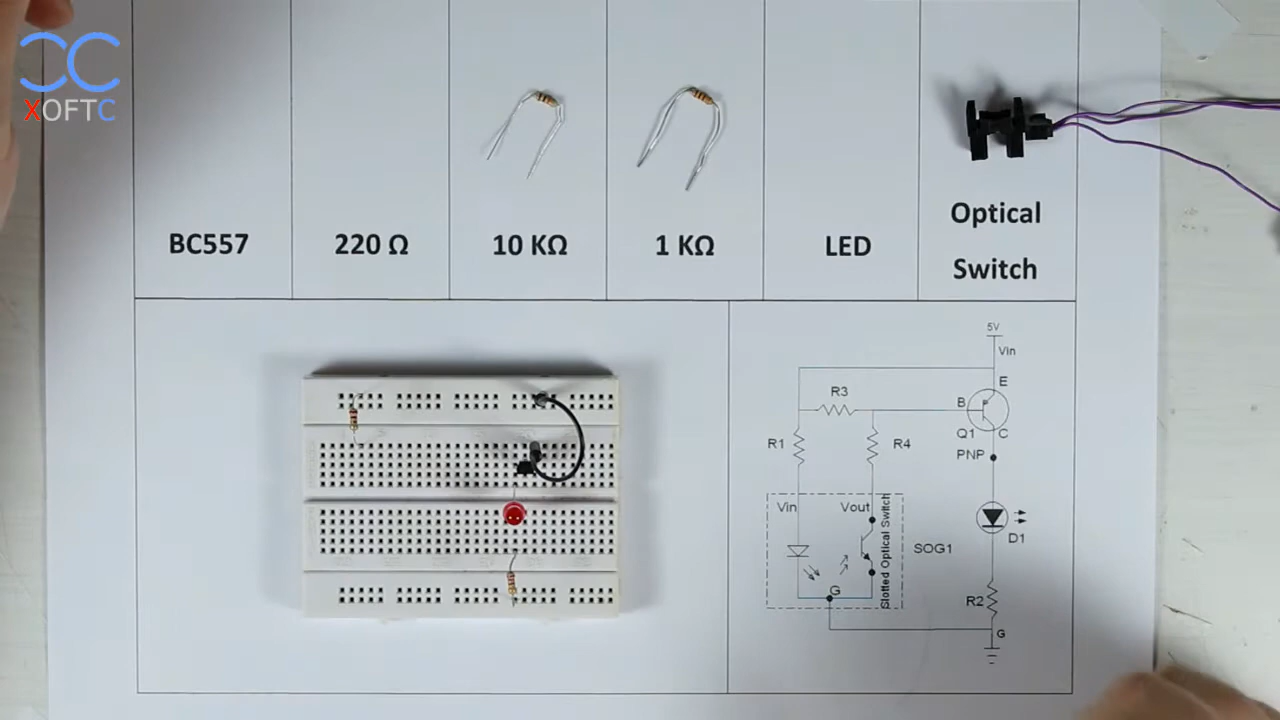 XOFTC
BC557
220 Ω
10 KΩ
1 KΩ
LED
Optical
Switch
5V
Vin
E
R3
B
Q1
C
R1
R4
PNP
Vin
Vout
Slotted Optical Switch
SOG1
D1
G
R2
G